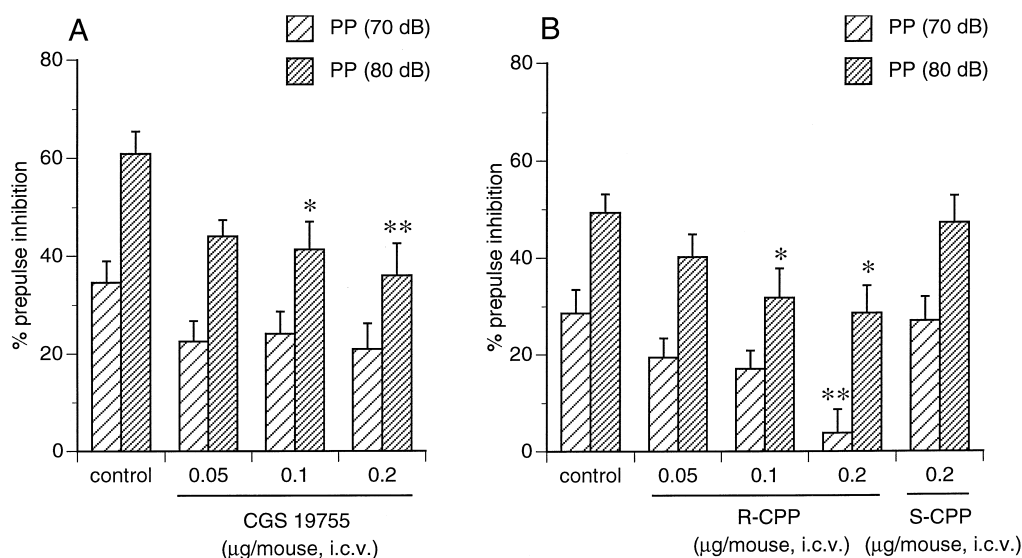 A
PP (70 dB)
PP (80 dB)
% prepulse inhibition
80
60
40
20
0
*
**
control
0.05
0.1
0.2
CGS 19755
(μg/mouse, i.c.v.)
B
PP (70 dB)
PP (80 dB)
% prepulse inhibition
80
60
40
20
0
*
*
**
control
0.05
0.1
0.2
0.2
R-CPP
(μg/mouse, i.c.v.)
S-CPP
(μg/mouse, i.c.v.)